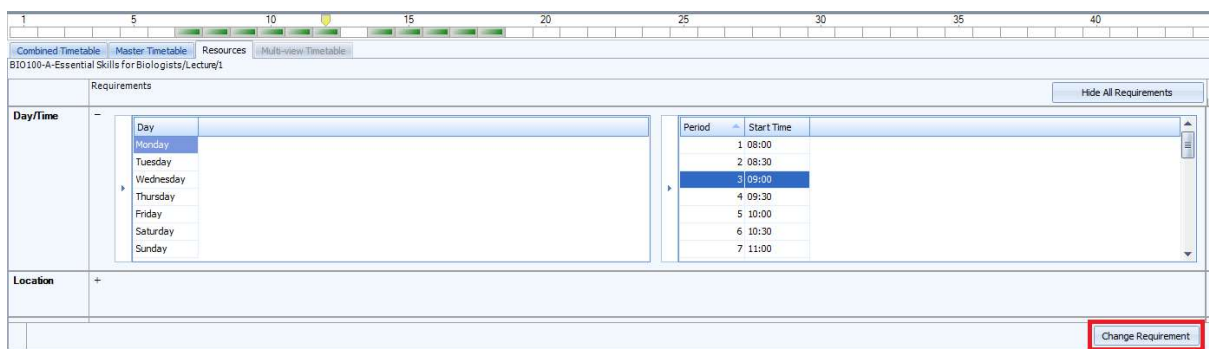 1 5 10 15 20 25 30 35 40
Combined Timetable Master Timetable Resources Multi-view Timetable
BIO100-A-Essential Skills for Biologists/Lecture/1
Requirements Hide All Requirements
Day/Time − Day Period Start Time
Monday 1 08:00
Tuesday 2 08:30
Wednesday 3 09:00
Thursday 4 09:30
Friday 5 10:00
Saturday 6 10:30
Sunday 7 11:00
Location +
Change Requirement